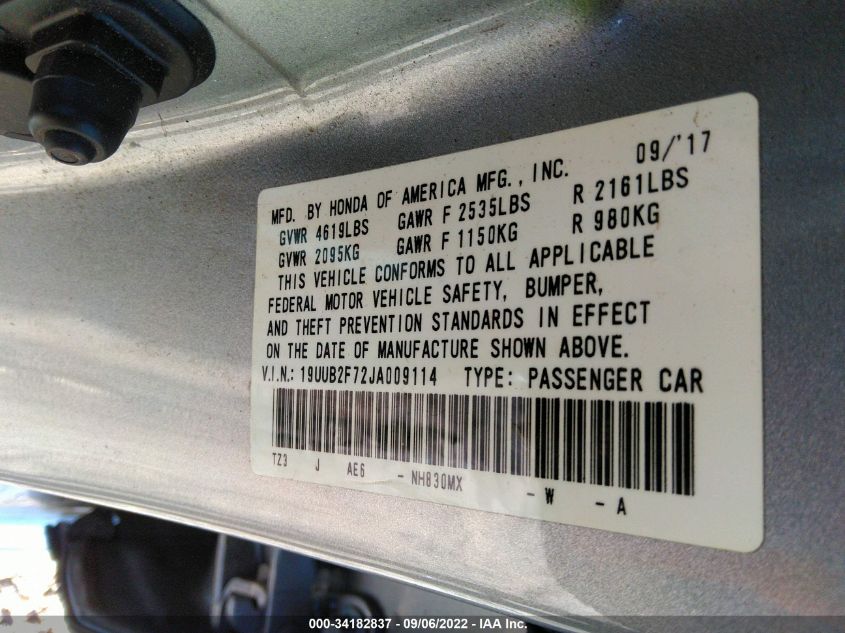 09/'17
MFD. BY HONDA OF AMERICA MFG., INC.
GVWR 4619LBS GAWR F 2535LBS R 2161LBS
GVWR 2095KG GAWR F 1150KG R 980KG
THIS VEHICLE CONFORMS TO ALL APPLICABLE
FEDERAL MOTOR VEHICLE SAFETY, BUMPER,
AND THEFT PREVENTION STANDARDS IN EFFECT
ON THE DATE OF MANUFACTURE SHOWN ABOVE.
V.I.N.: 19UUB2F72JA009114 TYPE: PASSENGER CAR
TZ3 J AE6 - NH830MX - W - A
000-34182837 - 09/06/2022 - IAA Inc.